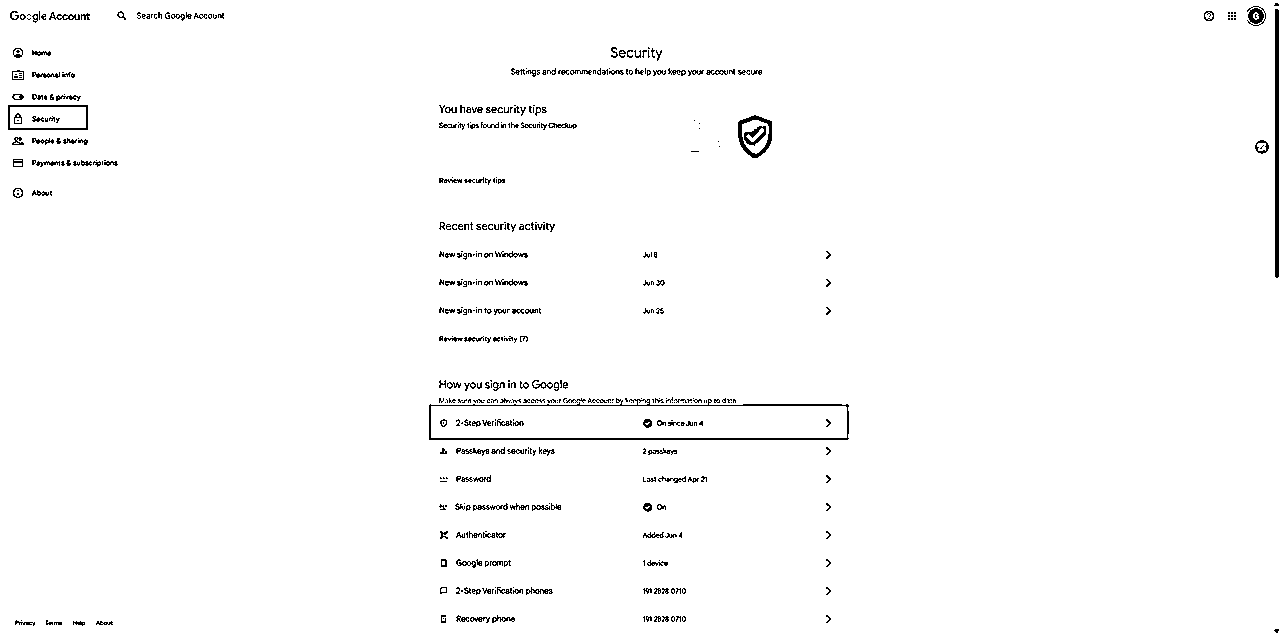 Google Account
Search Google Account
G
Home
Personal info
Data & privacy
Security
People & sharing
Payments & subscriptions
About
Security
Settings and recommendations to help you keep your account secure
You have security tips
Security tips found in the Security Checkup
Review security tips
Recent security activity
New sign-in on Windows Jul 8
New sign-in on Windows Jun 30
New sign-in to your account Jun 25
Review security activity (7)
How you sign in to Google
Make sure you can always access your Google Account by keeping this information up to date
2-Step Verification On since Jun 4
Passkeys and security keys 2 passkeys
Password Last changed Apr 21
Skip password when possible On
Authenticator Added Jun 4
Google prompt 1 device
2-Step Verification phones 191 2828 0710
Recovery phone 191 2828 0710
Privacy Terms Help About